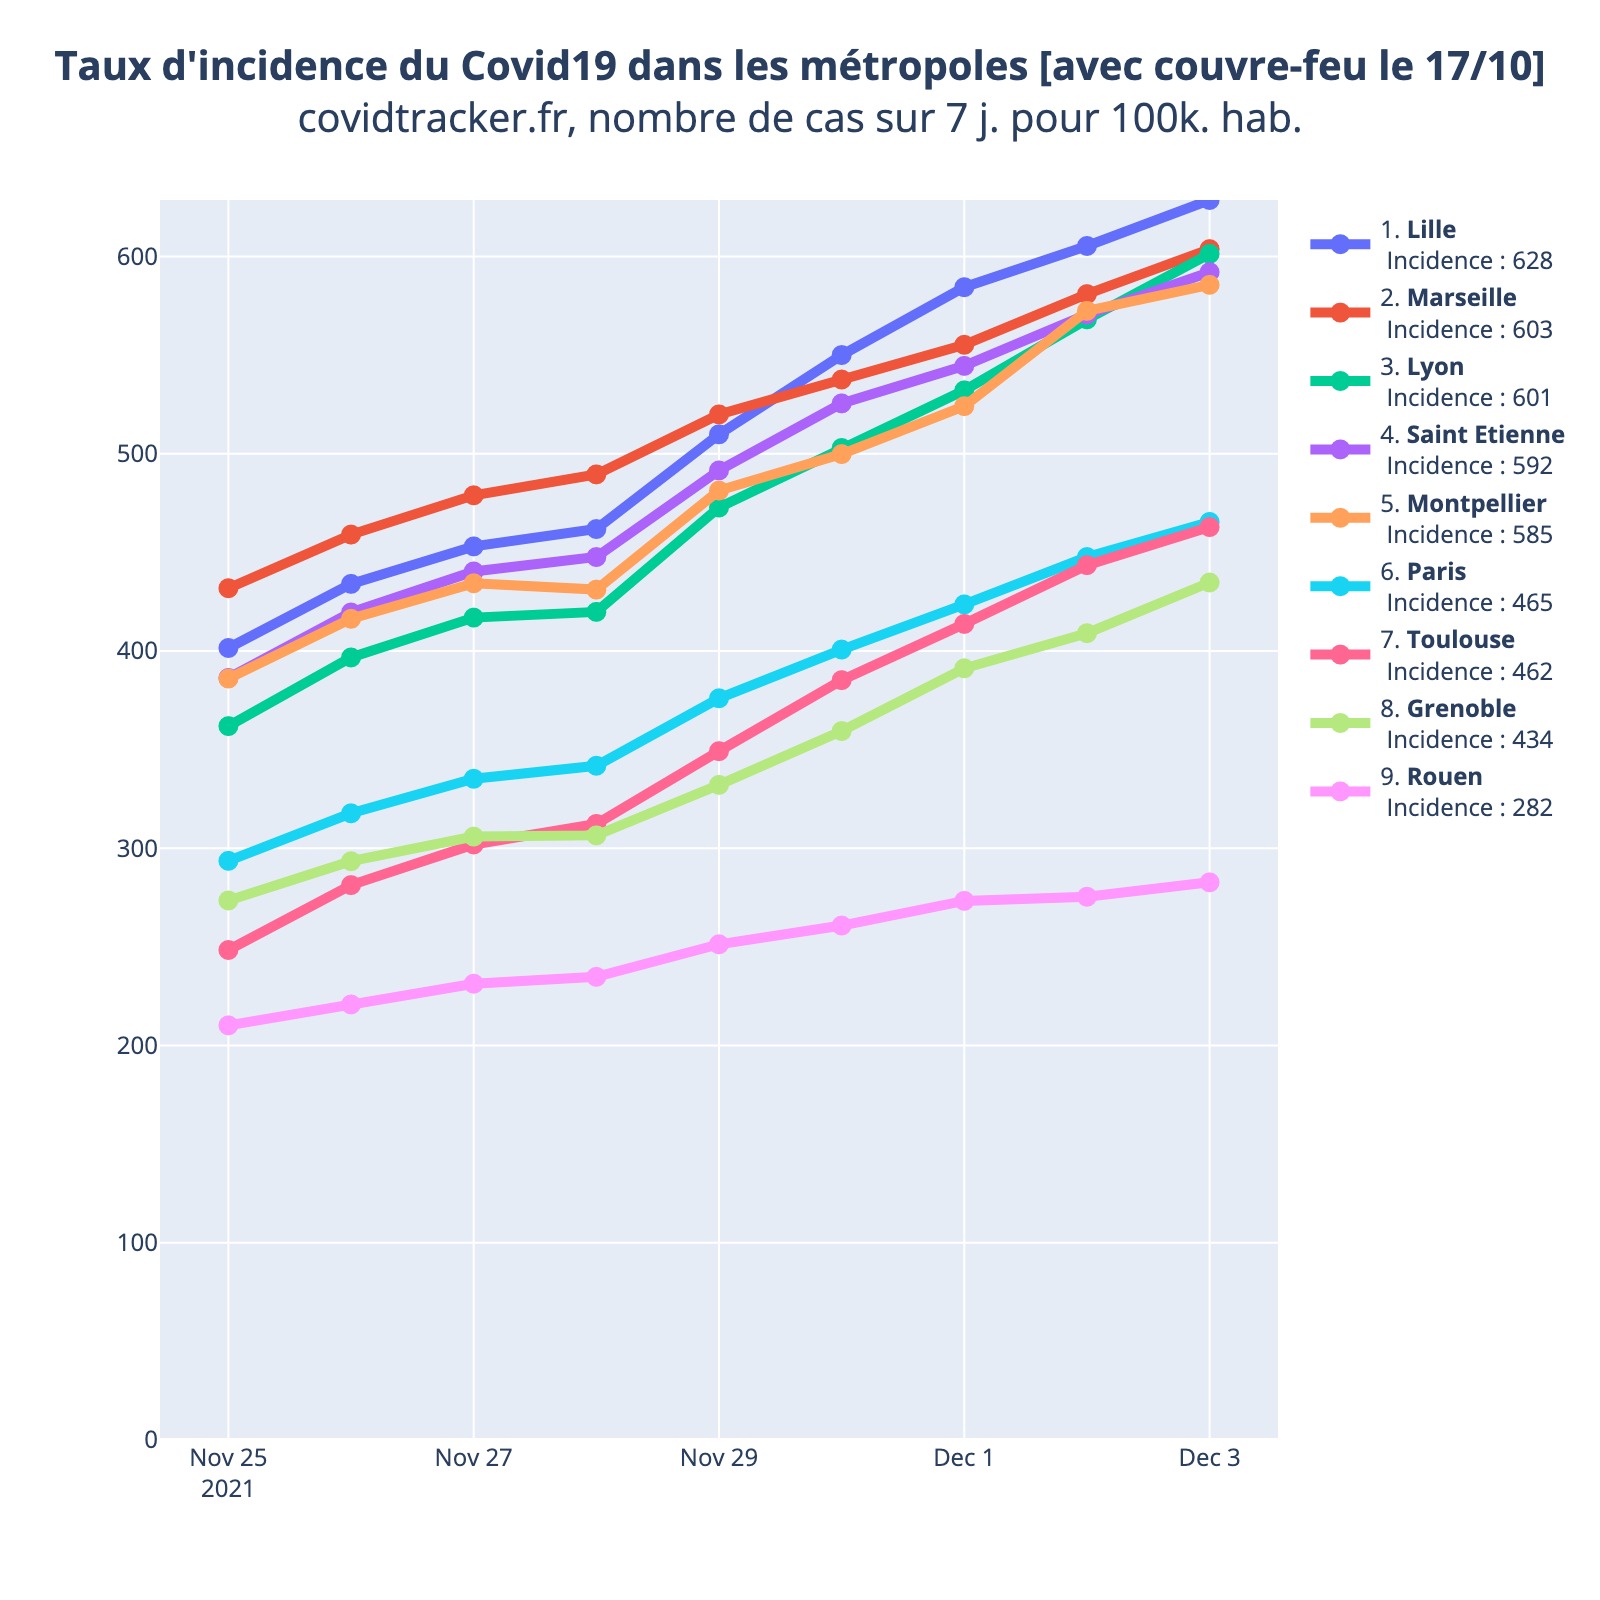 Taux d'incidence du Covid19 dans les métropoles [avec couvre-feu le 17/10]
covidtracker.fr, nombre de cas sur 7 j. pour 100k. hab.
600
500
400
300
200
100
0
Nov 25
2021
Nov 27
Nov 29
Dec 1
Dec 3
1. Lille
Incidence : 628
2. Marseille
Incidence : 603
3. Lyon
Incidence : 601
4. Saint Etienne
Incidence : 592
5. Montpellier
Incidence : 585
6. Paris
Incidence : 465
7. Toulouse
Incidence : 462
8. Grenoble
Incidence : 434
9. Rouen
Incidence : 282